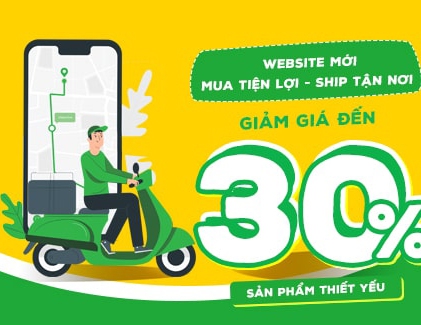 WEBSITE MỚI
MUA TIỆN LỢI - SHIP TẬN NƠI
GIẢM GIÁ ĐẾN
30%
SẢN PHẨM THIẾT YẾU